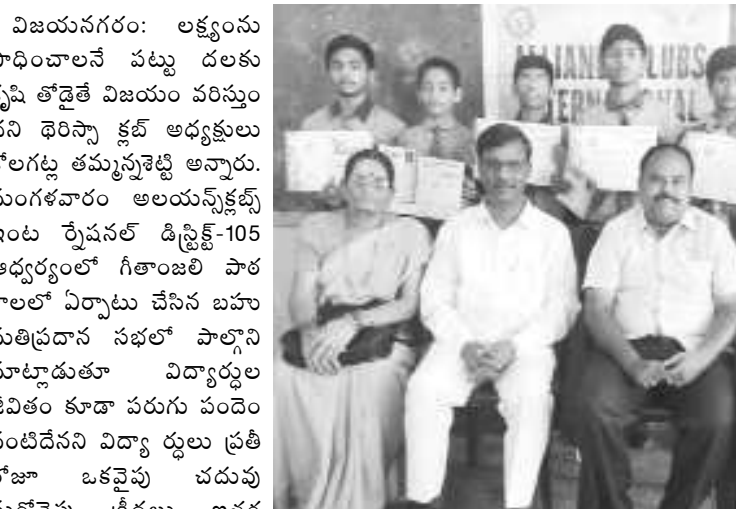 విజయనగరం: లక్ష్యంను
సాధించాలనే పట్టు దలకు
కృషి తోడైతే విజయం వరిస్తుం
దని థెరిస్సా క్లబ్ అధ్యక్షులు
కోలగట్ల తమ్మన్నశెట్టి అన్నారు.
మంగళవారం అలయన్స్‌క్లబ్స్
ఇంట ర్నేషనల్ డిస్ట్రిక్ట్-105
ఆధ్వర్యంలో గీతాంజలి పాఠ
శాలలో ఏర్పాటు చేసిన బహు
మతిప్రదాన సభలో పాల్గొని
మాట్లాడుతూ విద్యార్థుల
జీవితం కూడా పరుగు పందెం
వంటిదేనని విద్యా ర్థులు ప్రతీ
రోజూ ఒకవైపు చదువు
CLUBS